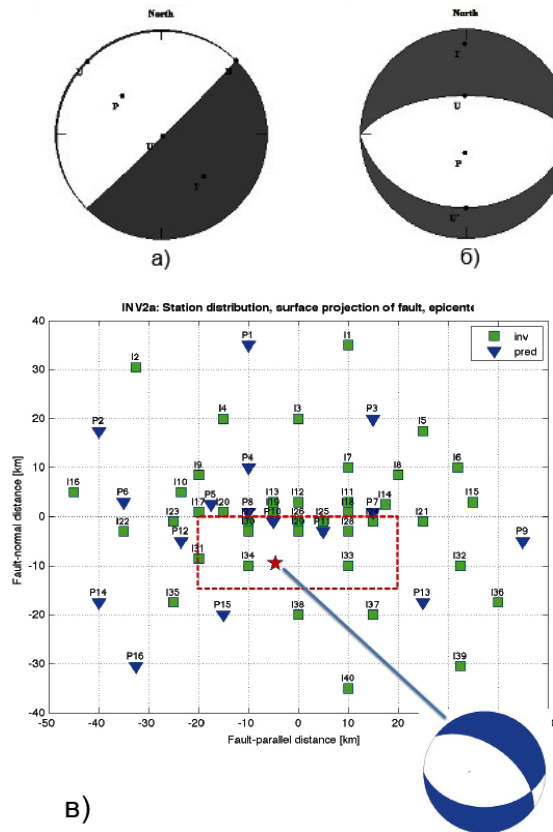 North
North
U
B
P
U
T
T
U
P
U'
а)
б)
INV2a: Station distribution, surface projection of fault, epicente
40
30
20
10
0
-10
-20
-30
-40
-50
-40
-30
-20
-10
0
10
20
Fault-normal distance [km]
Fault-parallel distance [km]
inv
pred
P1
I1
I2
I4
I3
P3
P2
I5
I9
P4
I7
I8
I6
I16
I10
P6
P5
I17
I20
P8
I13
I19
P10
I12
I26
I11
I18
P7
I14
I15
I22
I23
P12
I29
I25
P11
I28
I21
P9
I31
I34
I33
I32
P14
I35
P15
I38
I37
P13
I36
P16
I39
I40
в)